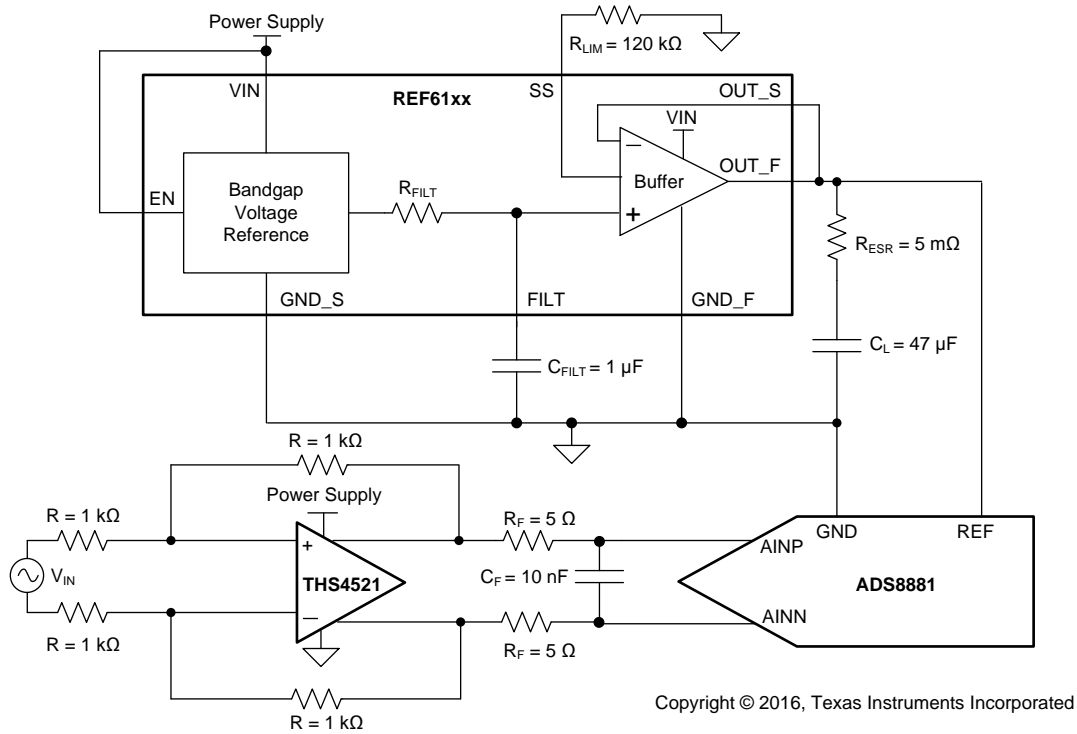 Power Supply
R_LIM = 120 kΩ
VIN
REF61xx
SS
OUT_S
VIN
OUT_F
EN
Bandgap
Voltage
Reference
R_FILT
−
Buffer
+
R_ESR = 5 mΩ
GND_S
FILT
GND_F
C_L = 47 µF
C_FILT = 1 µF
R = 1 kΩ
Power Supply
R = 1 kΩ
R_F = 5 Ω
GND
REF
+
AINP
V_IN
THS4521
C_F = 10 nF
ADS8881
−
AINN
R = 1 kΩ
R_F = 5 Ω
R = 1 kΩ
Copyright © 2016, Texas Instruments Incorporated